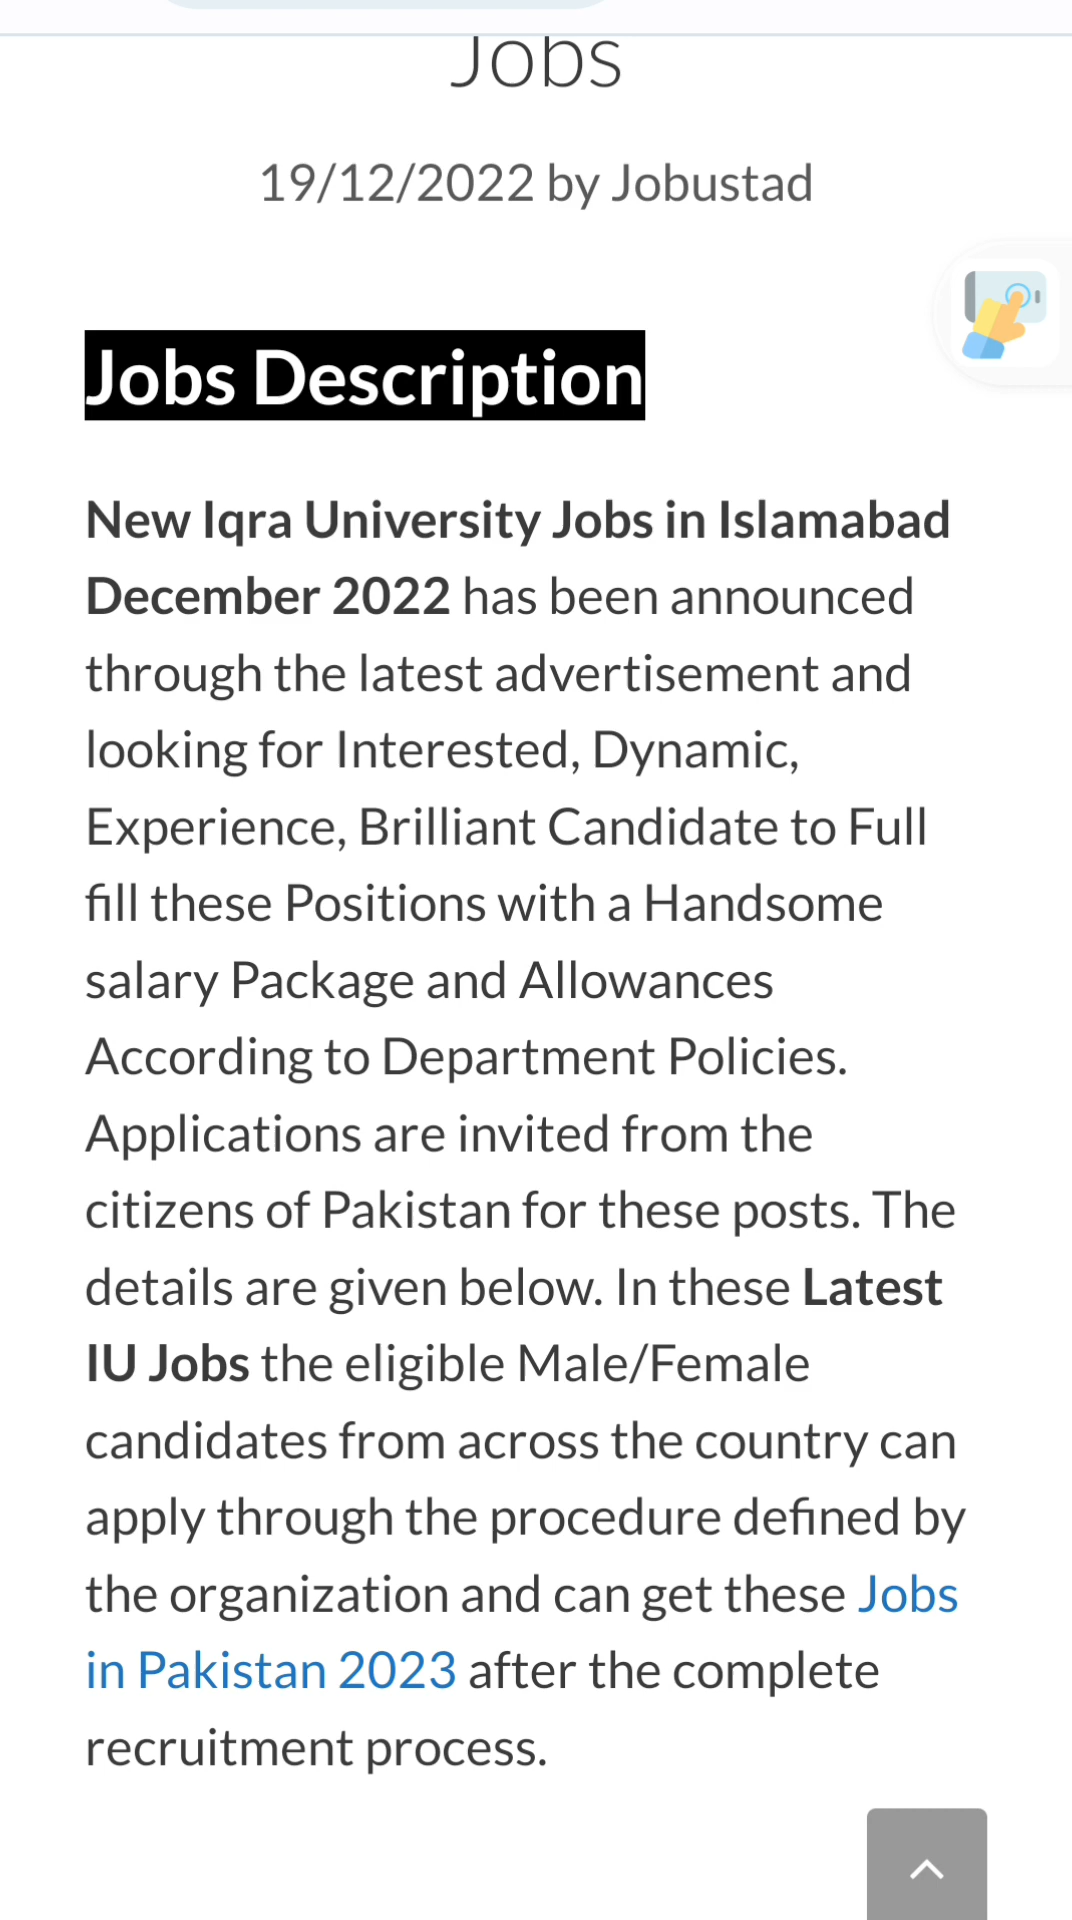 Jobs
19/12/2022 by Jobustad
Jobs Description
New Iqra University Jobs in Islamabad
December 2022 has been announced
through the latest advertisement and
looking for Interested, Dynamic,
Experience, Brilliant Candidate to Full
fill these Positions with a Handsome
salary Package and Allowances
According to Department Policies.
Applications are invited from the
citizens of Pakistan for these posts. The
details are given below. In these Latest
IU Jobs the eligible Male/Female
candidates from across the country can
apply through the procedure defined by
the organization and can get these Jobs
in Pakistan 2023 after the complete
recruitment process.